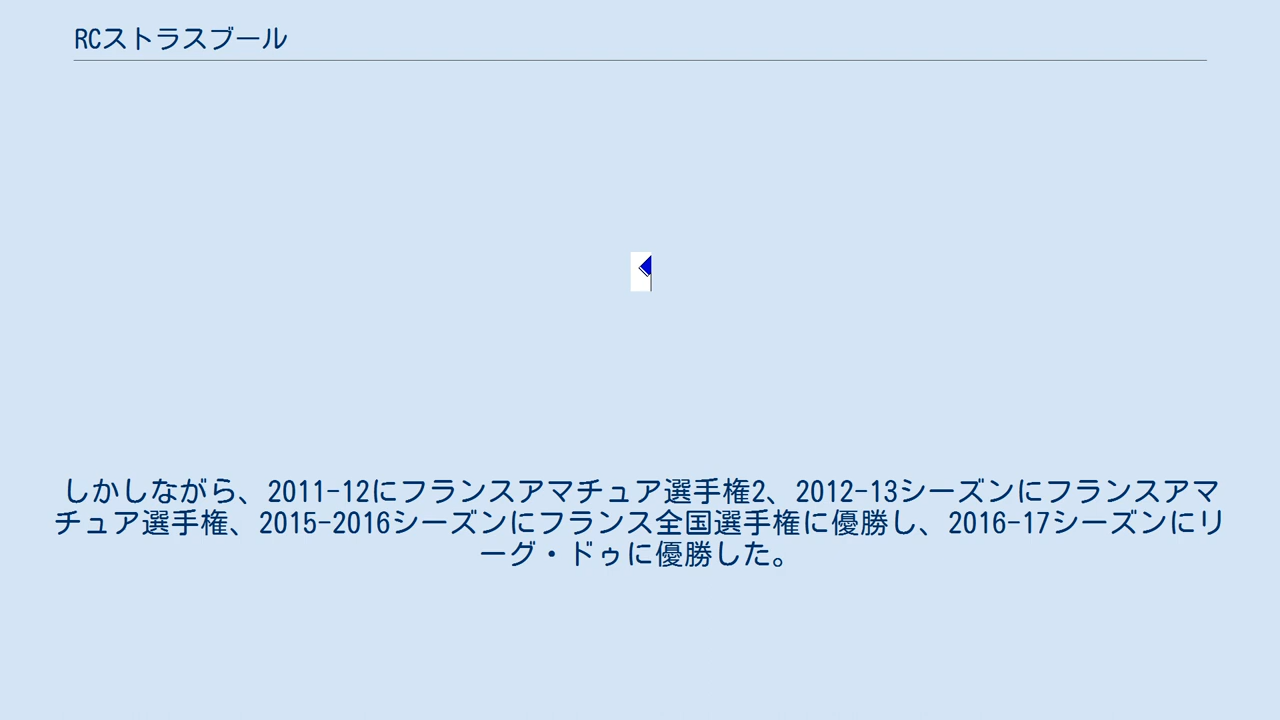 RCストラスブール
しかしながら、2011-12にフランスアマチュア選手権2、2012-13シーズンにフランスアマ
チュア選手権、2015-2016シーズンにフランス全国選手権に優勝し、2016-17シーズンにリ
ーグ・ドゥに優勝した。